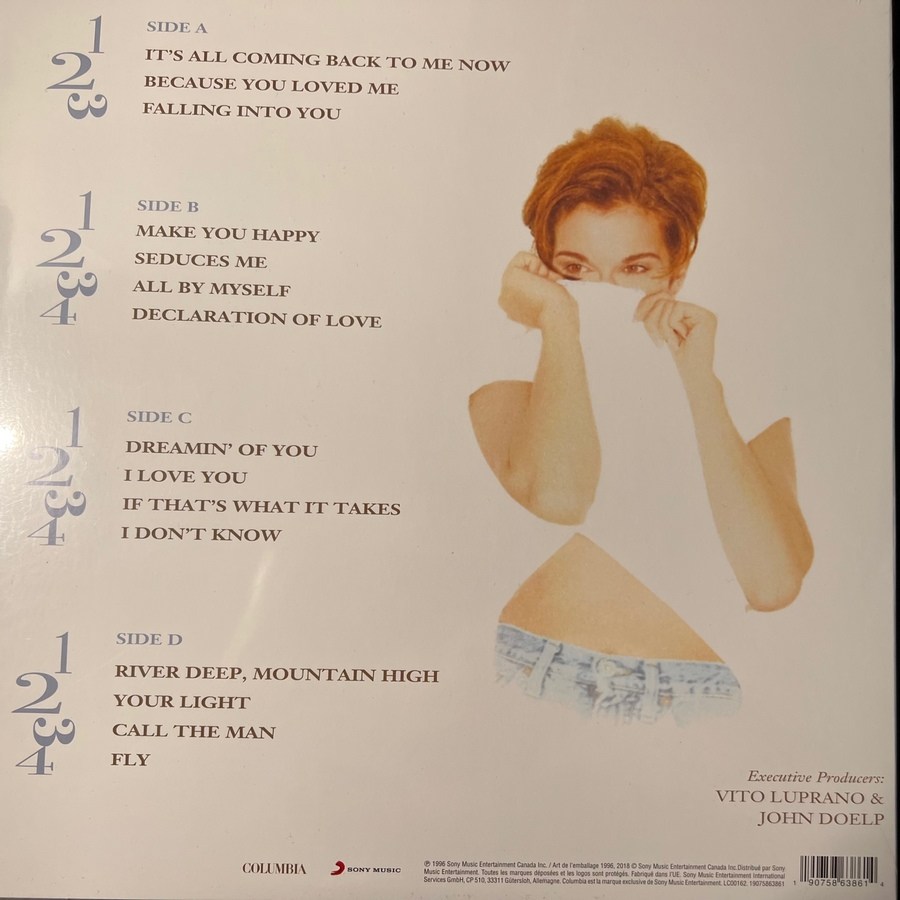 SIDE A
1 IT'S ALL COMING BACK TO ME NOW
2 BECAUSE YOU LOVED ME
3 FALLING INTO YOU
SIDE B
1 MAKE YOU HAPPY
2 SEDUCES ME
3 ALL BY MYSELF
4 DECLARATION OF LOVE
SIDE C
1 DREAMIN' OF YOU
2 I LOVE YOU
3 IF THAT'S WHAT IT TAKES
4 I DON'T KNOW
SIDE D
1 RIVER DEEP, MOUNTAIN HIGH
2 YOUR LIGHT
3 CALL THE MAN
4 FLY
Executive Producers:
VITO LUPRANO &
JOHN DOELP
COLUMBIA
SONY MUSIC
℗ 1996 Sony Music Entertainment Canada Inc. / Art de l'emballage 1996, 2018 © Sony Music Entertainment Canada Inc.Distribué par Sony
Music Entertainment. Toutes les marques déposées et les logos sont protégés. Fabriqué dans l'UE. Sony Music Entertainment International
Services GmbH, CP 510, 33311 Gütersloh, Allemagne. Columbia est la marque exclusive de Sony Music Entertainment. LC00162. 19075863861
1 90758 63861 4